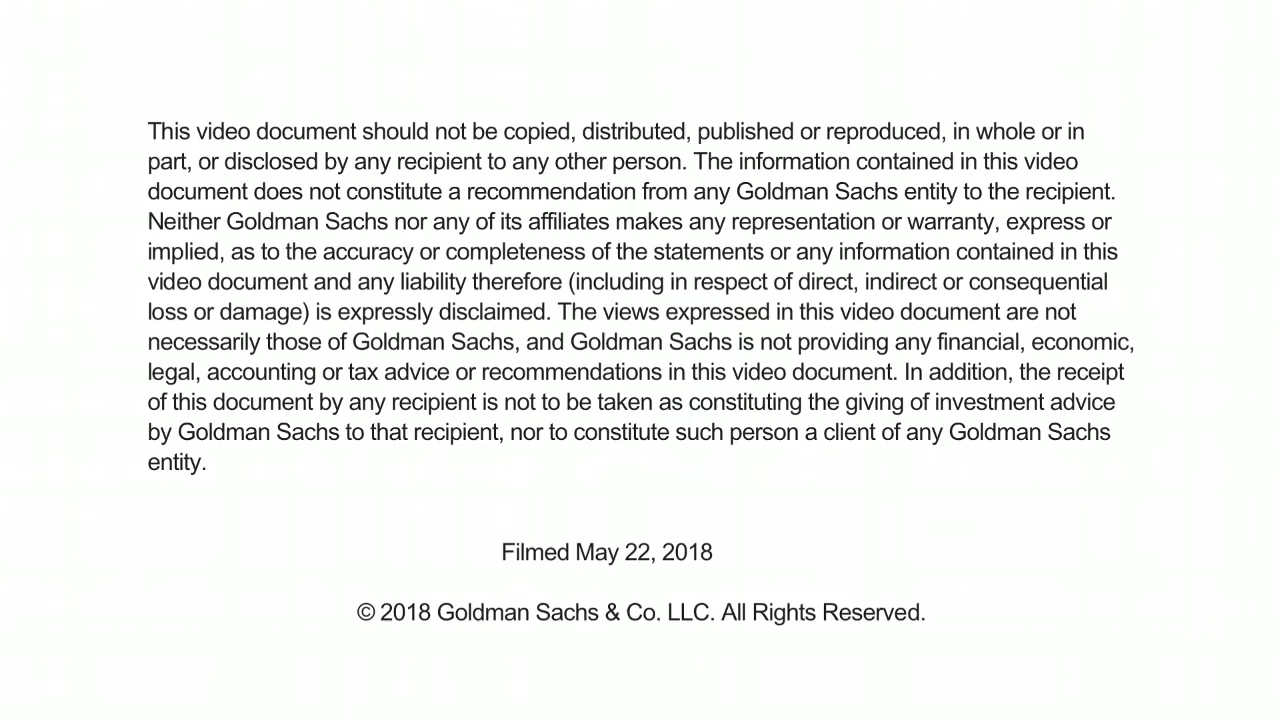 This video document should not be copied, distributed, published or reproduced, in whole or in
part, or disclosed by any recipient to any other person. The information contained in this video
document does not constitute a recommendation from any Goldman Sachs entity to the recipient.
Neither Goldman Sachs nor any of its affiliates makes any representation or warranty, express or
implied, as to the accuracy or completeness of the statements or any information contained in this
video document and any liability therefore (including in respect of direct, indirect or consequential
loss or damage) is expressly disclaimed. The views expressed in this video document are not
necessarily those of Goldman Sachs, and Goldman Sachs is not providing any financial, economic,
legal, accounting or tax advice or recommendations in this video document. In addition, the receipt
of this document by any recipient is not to be taken as constituting the giving of investment advice
by Goldman Sachs to that recipient, nor to constitute such person a client of any Goldman Sachs
entity.
Filmed May 22, 2018
© 2018 Goldman Sachs & Co. LLC. All Rights Reserved.